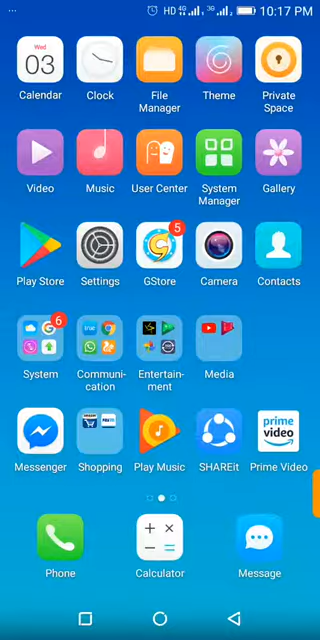 ... HD 4G 3G 10:17 PM
Wed
03
Calendar Clock File Manager Theme Private Space
Video Music User Center System Manager Gallery
5
Play Store Settings GStore Camera Contacts
6
true
System Communi-cation Entertain-ment Media
amazon
prime video
Messenger Shopping Play Music SHAREit Prime Video
Phone Calculator Message